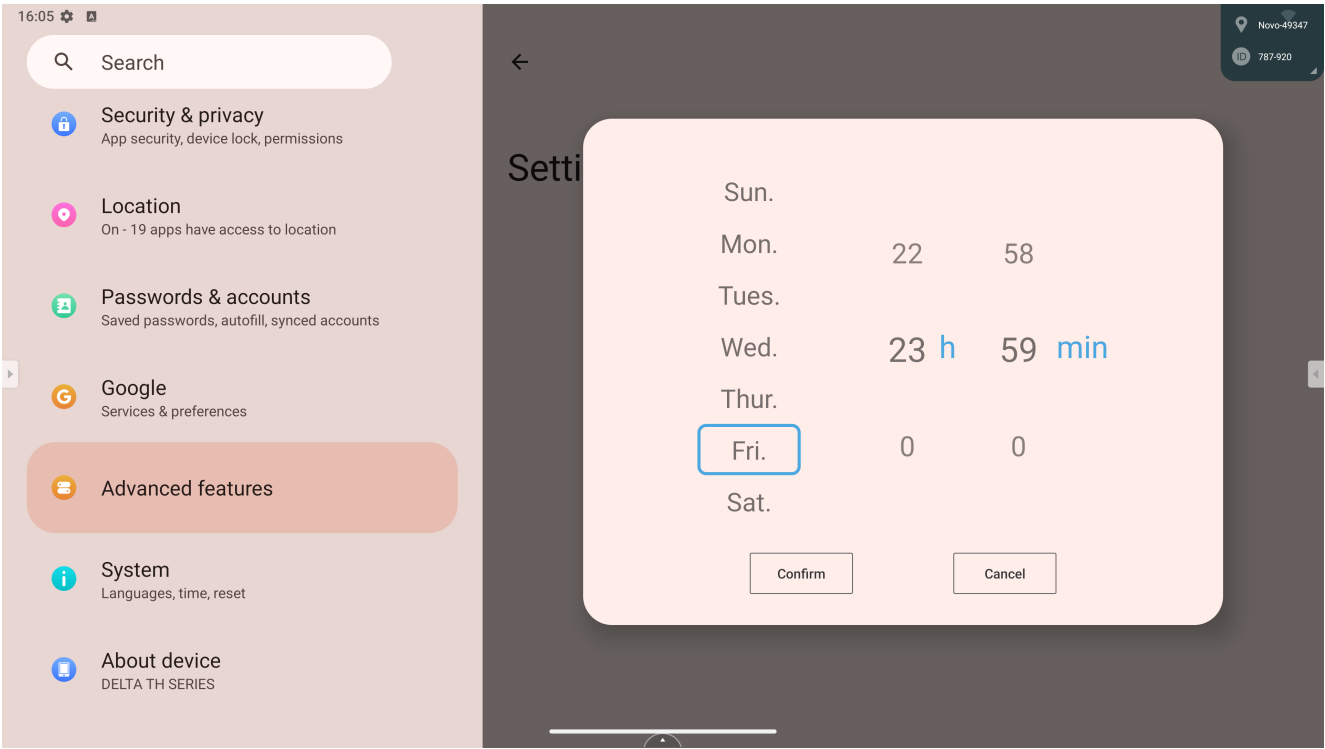 16:05
Search
Security & privacy
App security, device lock, permissions
Location
On - 19 apps have access to location
Passwords & accounts
Saved passwords, autofill, synced accounts
Google
Services & preferences
Advanced features
System
Languages, time, reset
About device
DELTA TH SERIES
Setti
Novo-49347
ID 787-920
Sun.
Mon.
Tues.
Wed.
Thur.
Fri.
Sat.
22 58
23 h 59 min
0 0
Confirm Cancel